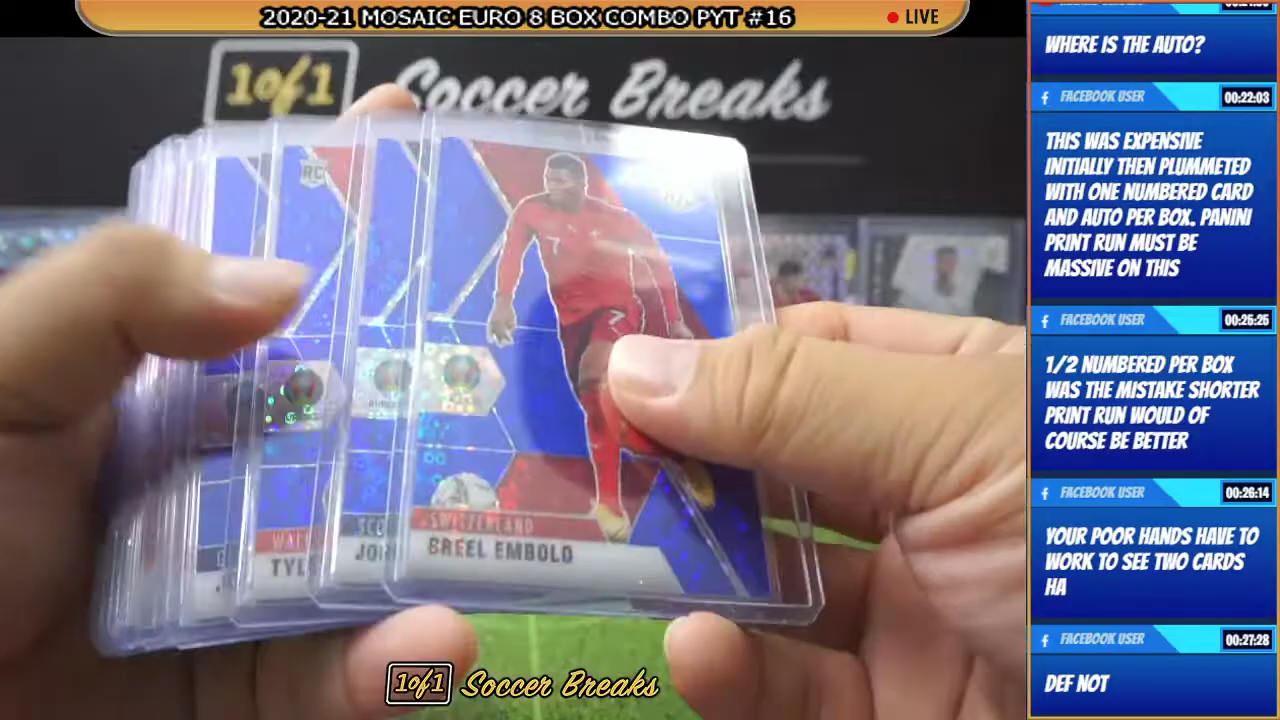 2020-21 MOSAIC EURO 8 BOX COMBO PYT #16
LIVE
1of1 Soccer Breaks
RC
SWITZERLAND
BREEL EMBOLO
7
7
1of1 Soccer Breaks
WHERE IS THE AUTO?
FACEBOOK USER 00:22:03
THIS WAS EXPENSIVE
INITIALLY THEN PLUMMETED
WITH ONE NUMBERED CARD
AND AUTO PER BOX. PANINI
PRINT RUN MUST BE
MASSIVE ON THIS
FACEBOOK USER 00:25:25
1/2 NUMBERED PER BOX
WAS THE MISTAKE SHORTER
PRINT RUN WOULD OF
COURSE BE BETTER
FACEBOOK USER 00:26:14
YOUR POOR HANDS HAVE TO
WORK TO SEE TWO CARDS
HA
FACEBOOK USER 00:27:28
DEF NOT